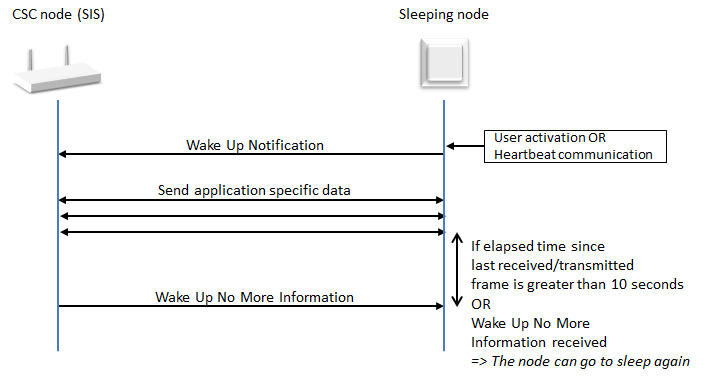 CSC node (SIS)
Sleeping node
User activation OR
Heartbeat communication
Wake Up Notification
Send application specific data
If elapsed time since
last received/transmitted
frame is greater than 10 seconds
OR
Wake Up No More
Information received
=> The node can go to sleep again
Wake Up No More Information